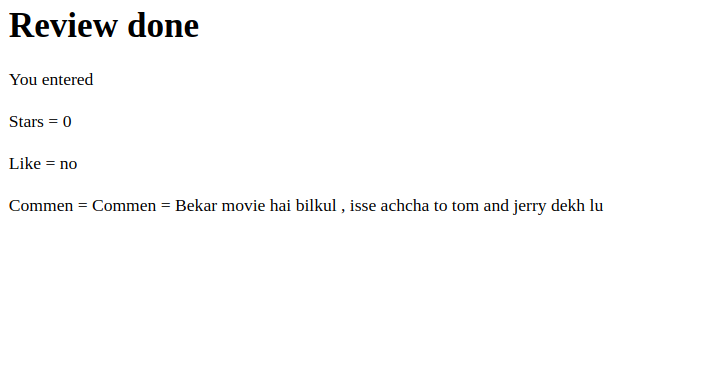 Review done
You entered
Stars = 0
Like = no
Commen = Commen = Bekar movie hai bilkul , isse achcha to tom and jerry dekh lu